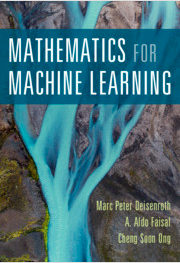 MATHEMATICS FOR
MACHINE LEARNING
Marc Peter Deisenroth
A. Aldo Faisal
Cheng Soon Ong